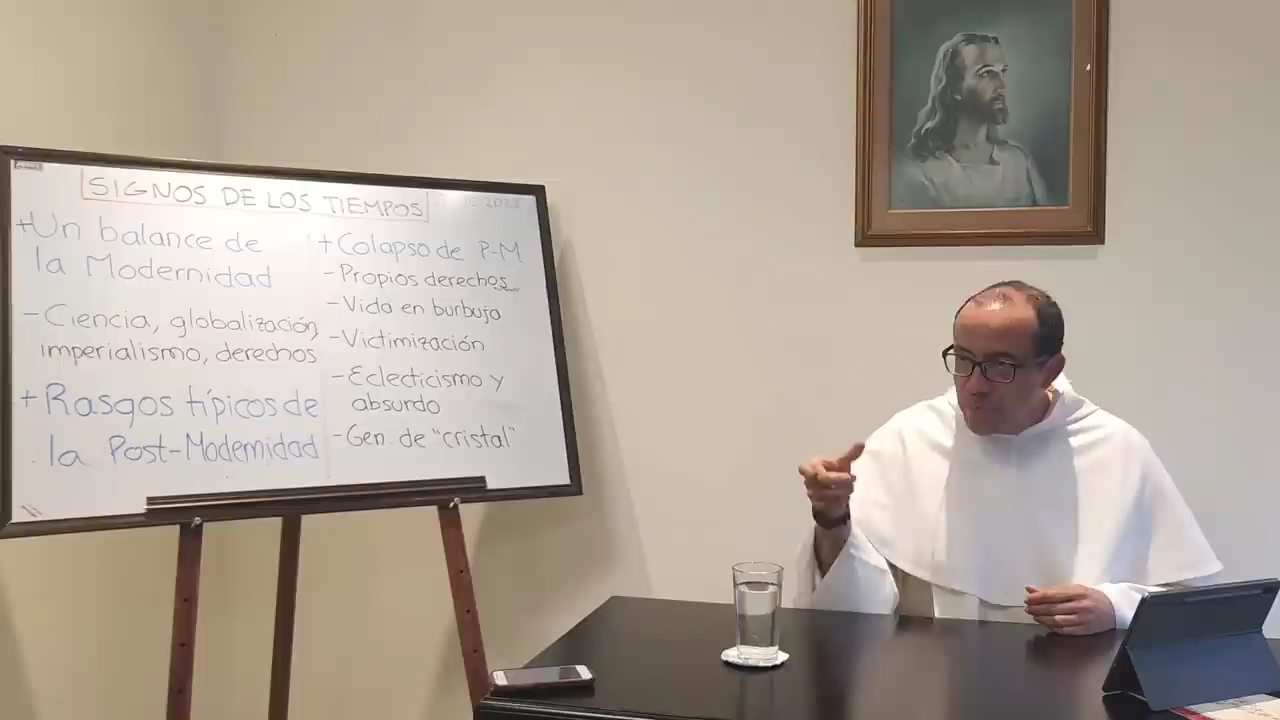 SIGNOS DE LOS TIEMPOS
+Un balance de
la Modernidad
-Ciencia, globalización,
imperialismo, derechos
+Rasgos típicos de
la Post-Modernidad
+Colapso de P-M
-Propios derechos
-Vida en burbuja
-Victimización
-Eclecticismo y
absurdo
-Gen. de "cristal"